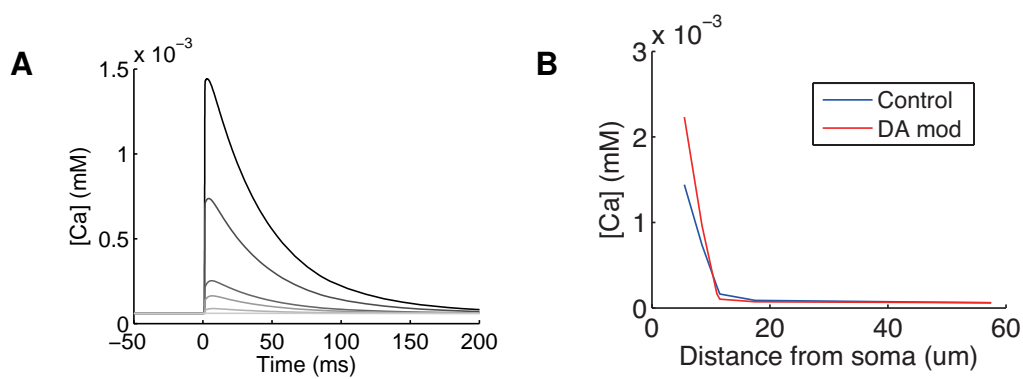 A
x 10⁻³
1.5
1
0.5
0
[Ca] (mM)
−50
0
50
100
150
200
Time (ms)
B
x 10⁻³
3
2
1
0
[Ca] (mM)
Control
DA mod
0
20
40
60
Distance from soma (um)